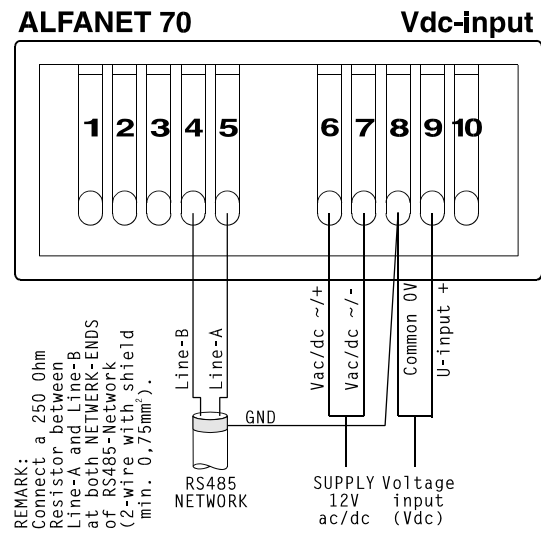 ALFANET 70 Vdc-input
1 2 3 4 5 6 7 8 9 10
Line-B
Line-A
Vac/dc ~/+
Vac/dc ~/-
Common 0V
U-input +
GND
RS485
NETWORK
SUPPLY
12V
ac/dc
Voltage
input
(Vdc)
REMARK:
Connect a 250 Ohm
Resistor between
Line-A and Line-B
at both NETWERK-ENDS
of RS485-Network
(2-wire with shield
min. 0,75mm²).